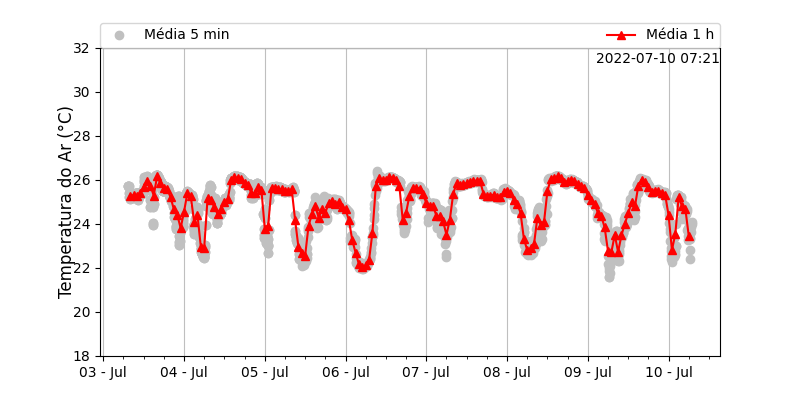 Média 5 min
Média 1 h
2022-07-10 07:21
Temperatura do Ar (°C)
32
30
28
26
24
22
20
18
03 - Jul
04 - Jul
05 - Jul
06 - Jul
07 - Jul
08 - Jul
09 - Jul
10 - Jul